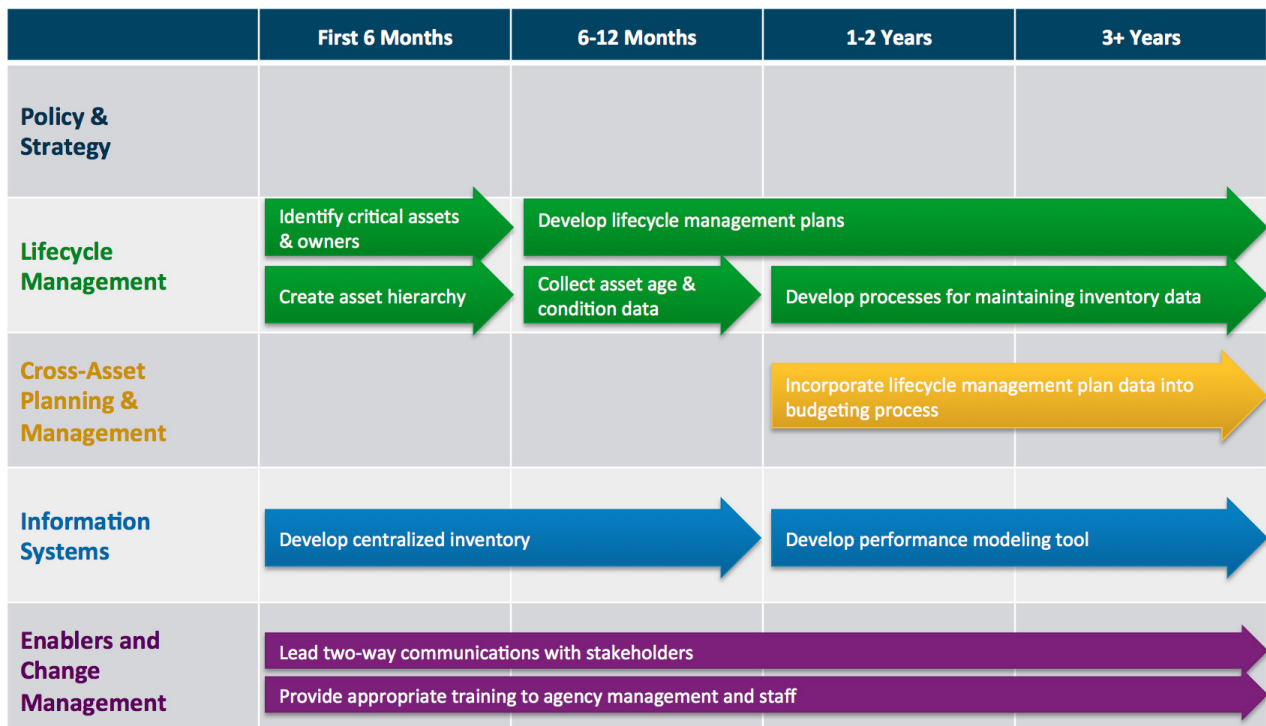 First 6 Months 6-12 Months 1-2 Years 3+ Years
Policy &
Strategy
Lifecycle
Management
Identify critical assets
& owners
Develop lifecycle management plans
Create asset hierarchy
Collect asset age &
condition data
Develop processes for maintaining inventory data
Cross-Asset
Planning &
Management
Incorporate lifecycle management plan data into
budgeting process
Information
Systems
Develop centralized inventory
Develop performance modeling tool
Enablers and
Change
Management
Lead two-way communications with stakeholders
Provide appropriate training to agency management and staff